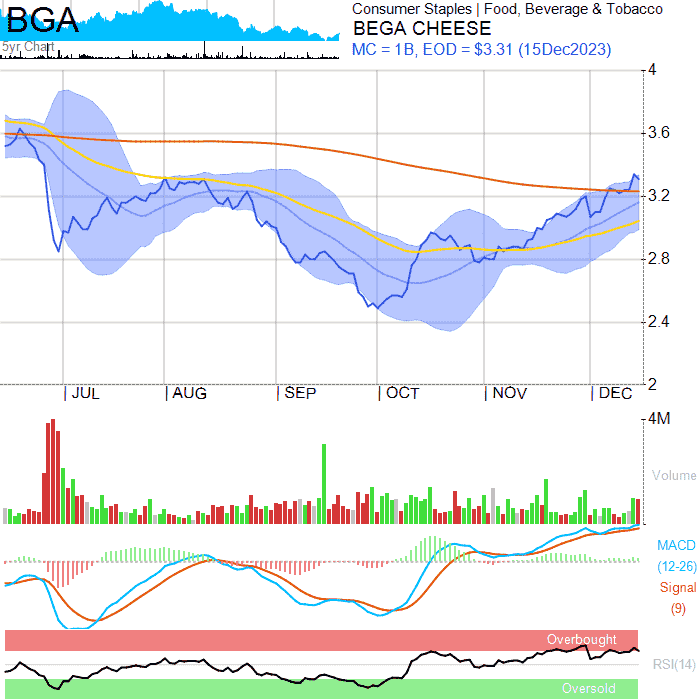 BGA
5yr Chart
Consumer Staples | Food, Beverage & Tobacco
BEGA CHEESE
MC = 1B, EOD = $3.31 (15Dec2023)
4
3.6
3.2
2.8
2.4
2
| JUL | AUG | SEP | OCT | NOV | DEC
4M
Volume
MACD
(12-26)
Signal
(9)
Overbought
RSI(14)
Oversold